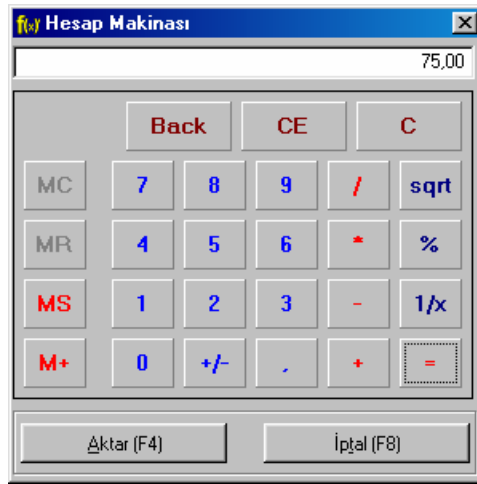 f(x) Hesap Makinası
75,00
Back CE C
MC 7 8 9 / sqrt
MR 4 5 6 * %
MS 1 2 3 - 1/x
M+ 0 +/- , + =
Aktar (F4) İptal (F8)